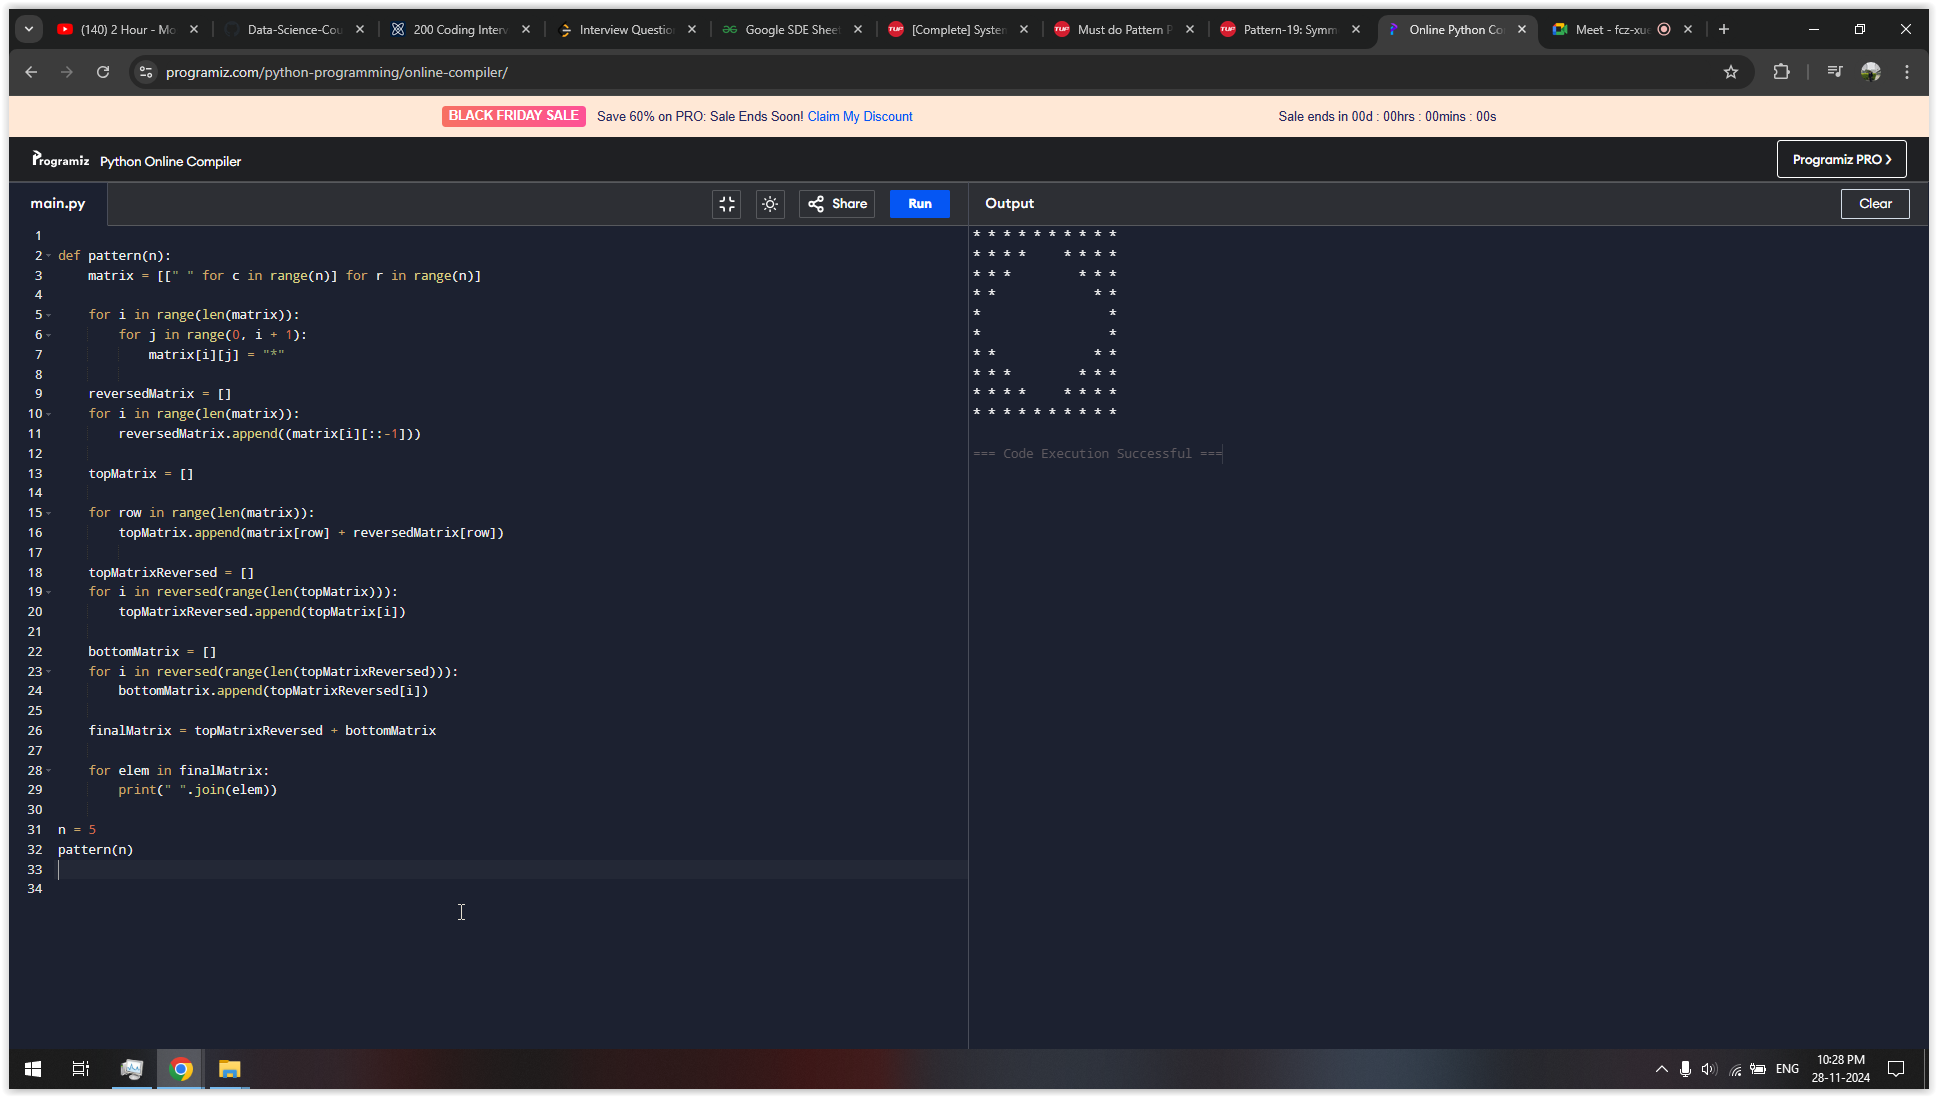 (140) 2 Hour - Mo
Data-Science-Cou
200 Coding Interv
Interview Questio
Google SDE Sheet
TUF
[Complete] System
TUF
Must do Pattern P
TUF
Pattern-19: Symm
Online Python Co
Meet - fcz-xue
programiz.com/python-programming/online-compiler/
BLACK FRIDAY SALE Save 60% on PRO: Sale Ends Soon! Claim My Discount
Sale ends in 00d : 00hrs : 00mins : 00s
Programiz Python Online Compiler
Programiz PRO
main.py
Share
Run
Output
Clear
1
2 def pattern(n):
3     matrix = [[" " for c in range(n)] for r in range(n)]
4
5     for i in range(len(matrix)):
6         for j in range(0, i + 1):
7             matrix[i][j] = "*"
8
9     reversedMatrix = []
10     for i in range(len(matrix)):
11         reversedMatrix.append((matrix[i][::-1]))
12
13     topMatrix = []
14
15     for row in range(len(matrix)):
16         topMatrix.append(matrix[row] + reversedMatrix[row])
17
18     topMatrixReversed = []
19     for i in reversed(range(len(topMatrix))):
20         topMatrixReversed.append(topMatrix[i])
21
22     bottomMatrix = []
23     for i in reversed(range(len(topMatrixReversed))):
24         bottomMatrix.append(topMatrixReversed[i])
25
26     finalMatrix = topMatrixReversed + bottomMatrix
27
28     for elem in finalMatrix:
29         print(" ".join(elem))
30
31 n = 5
32 pattern(n)
33
34
* * * * * * * * * *
* * * *     * * * *
* * *         * * *
* *             * *
*                 *
*                 *
* *             * *
* * *         * * *
* * * *     * * * *
* * * * * * * * * *
=== Code Execution Successful ===
ENG
10:28 PM
28-11-2024